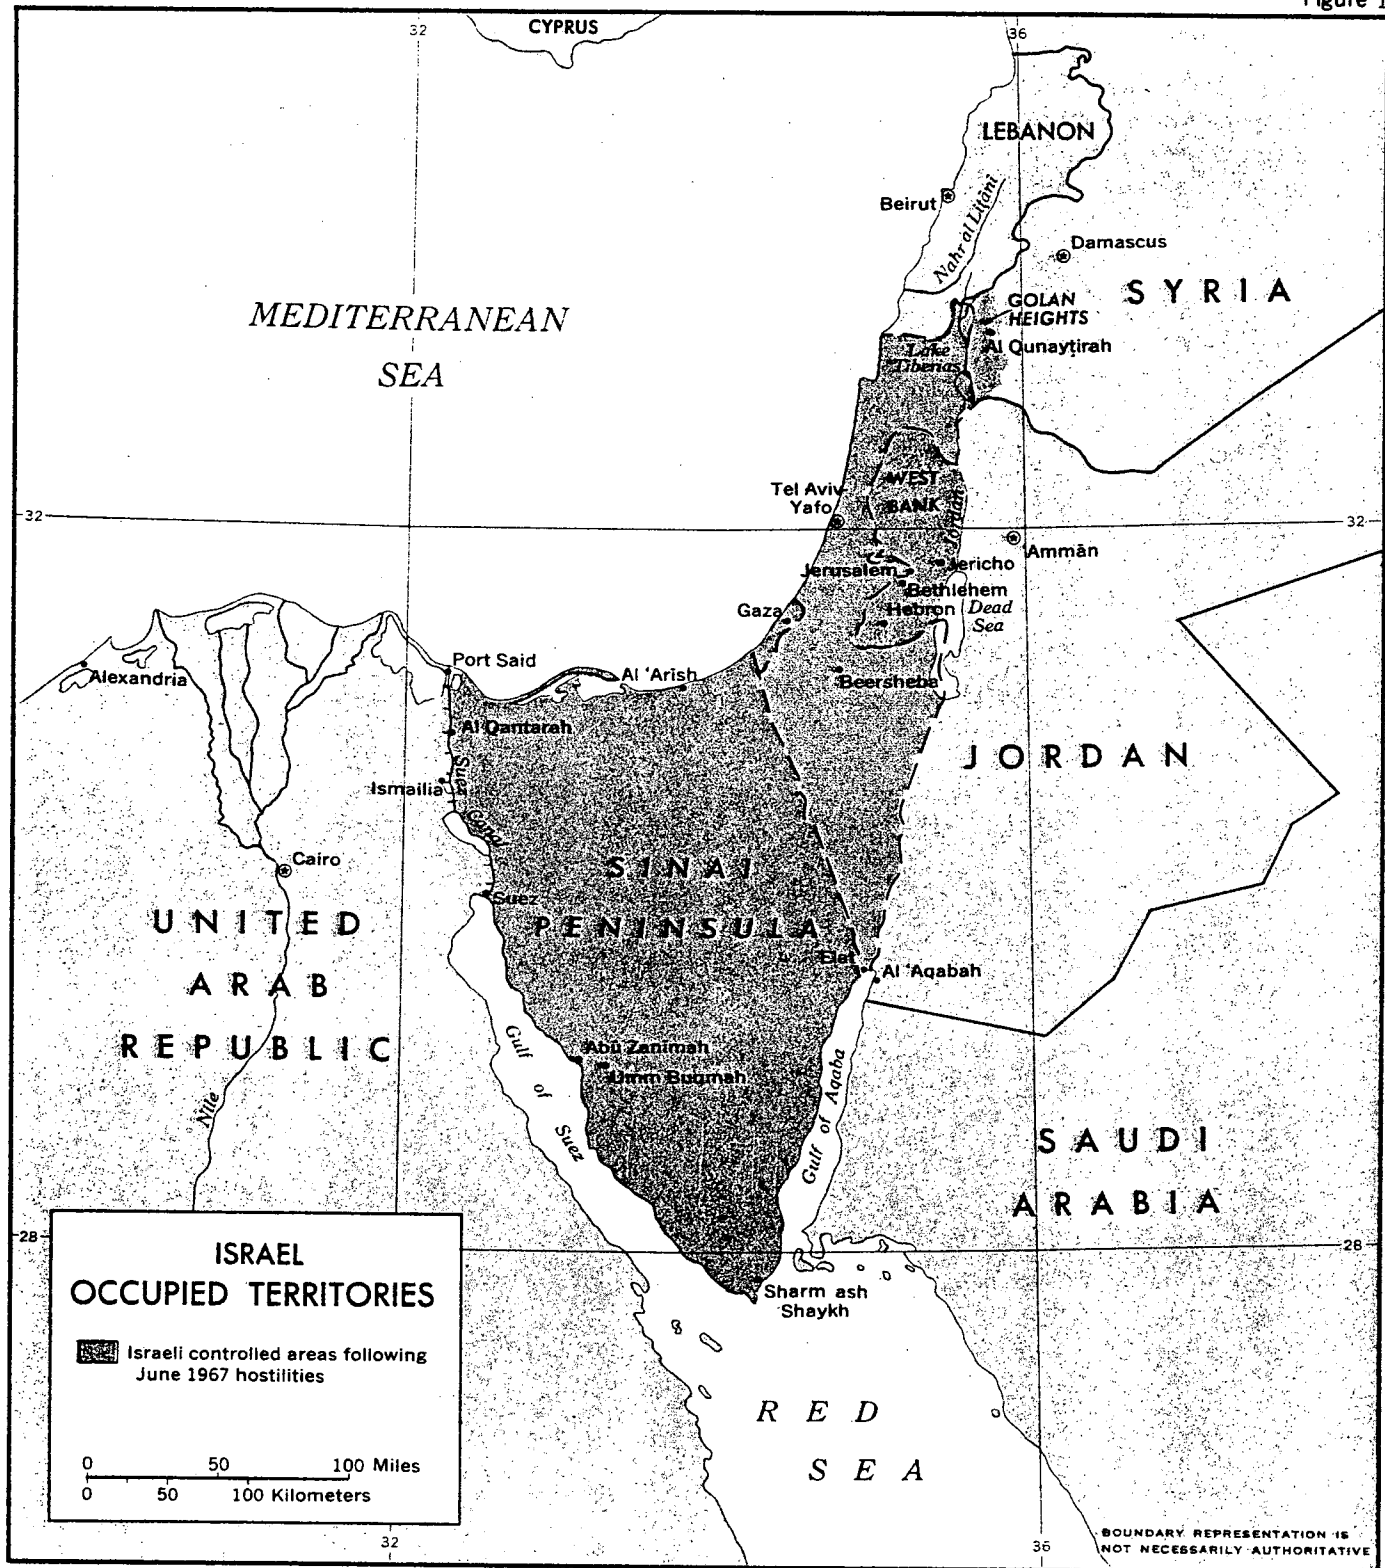 Figure 1
CYPRUS
32
36
LEBANON
Beirut
Nahr al Līţānī
Damascus
SYRIA
GOLAN
HEIGHTS
Al Qunayţirah
MEDITERRANEAN
SEA
Lake
Tiberias
WEST
BANK
Jordan
Tel Aviv
Yafo
32
32
Ammān
Jerusalem
Jericho
Bethlehem
Hebron
Dead
Sea
Gaza
Port Said
Al ‘Arīsh
Alexandria
Beersheba
Al Qantarah
Suez
Canal
Ismailia
JORDAN
Cairo
SINAI
PENINSULA
Suez
UNITED
ARAB
REPUBLIC
Elat
Al ‘Aqabah
Abū Zanīmah
Umm Buqmah
Gulf of Suez
Gulf of Aqaba
Nile
SAUDI
ARABIA
28
28
Sharm ash
Shaykh
ISRAEL
OCCUPIED TERRITORIES
Israeli controlled areas following
June 1967 hostilities
0 50 100 Miles
0 50 100 Kilometers
RED
SEA
32
36
BOUNDARY REPRESENTATION IS
NOT NECESSARILY AUTHORITATIVE